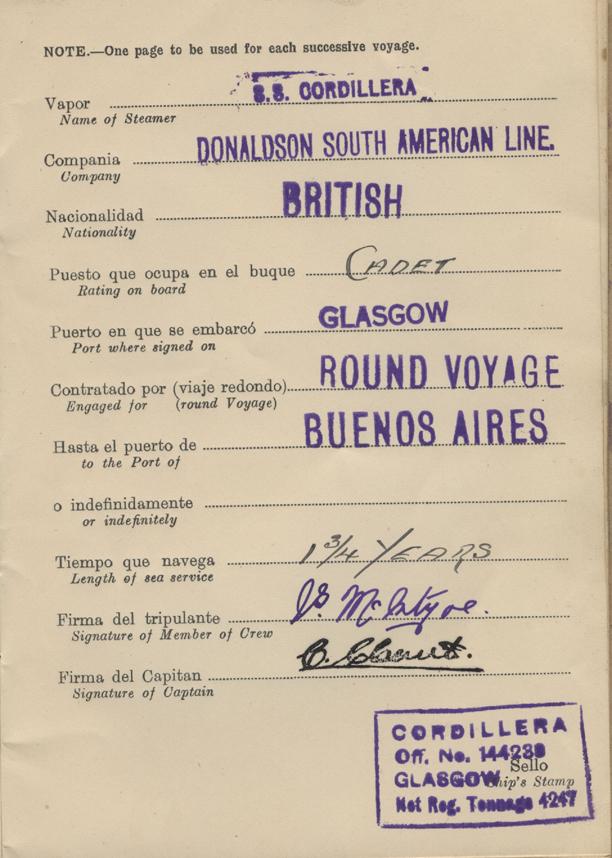 NOTE.—One page to be used for each successive voyage.
Vapor S.S. CORDILLERA
Name of Steamer
Compania DONALDSON SOUTH AMERICAN LINE.
Company
Nacionalidad BRITISH
Nationality
Puesto que ocupa en el buque CADET
Rating on board
Puerto en que se embarcó GLASGOW
Port where signed on
Contratado por (viaje redondo) ROUND VOYAGE
Engaged for (round Voyage)
Hasta el puerto de BUENOS AIRES
to the Port of
o indefinidamente
or indefinitely
Tiempo que navega 1 3/4 YEARS
Length of sea service
Firma del tripulante McIntyre.
Signature of Member of Crew
Firma del Capitan
Signature of Captain
CORDILLERA
Off. No. 144239
Sello
GLASGOW Ship's Stamp
Net Reg. Tonnage 4247